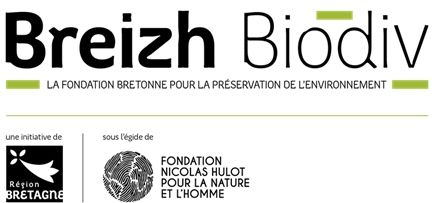 Breizh Biodiv
LA FONDATION BRETONNE POUR LA PRÉSERVATION DE L'ENVIRONNEMENT
une initiative de
Région
BRETAGNE
sous l'égide de
FONDATION
NICOLAS HULOT
POUR LA NATURE
ET L'HOMME